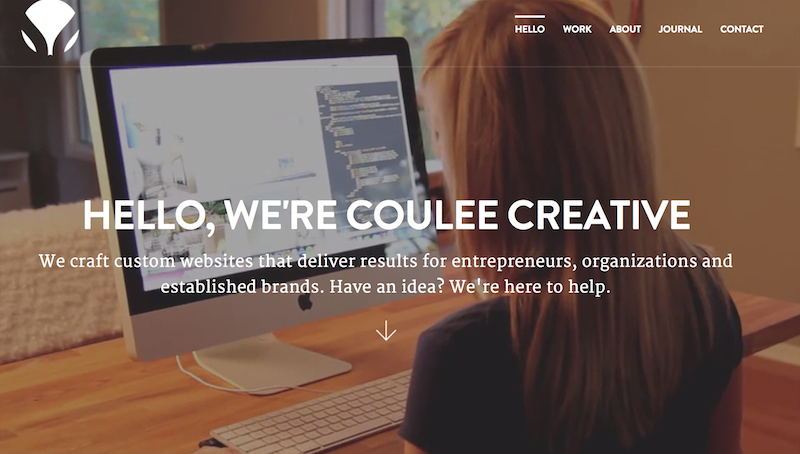 HELLO WORK ABOUT JOURNAL CONTACT
HELLO, WE'RE COULEE CREATIVE
We craft custom websites that deliver results for entrepreneurs, organizations and
established brands. Have an idea? We're here to help.